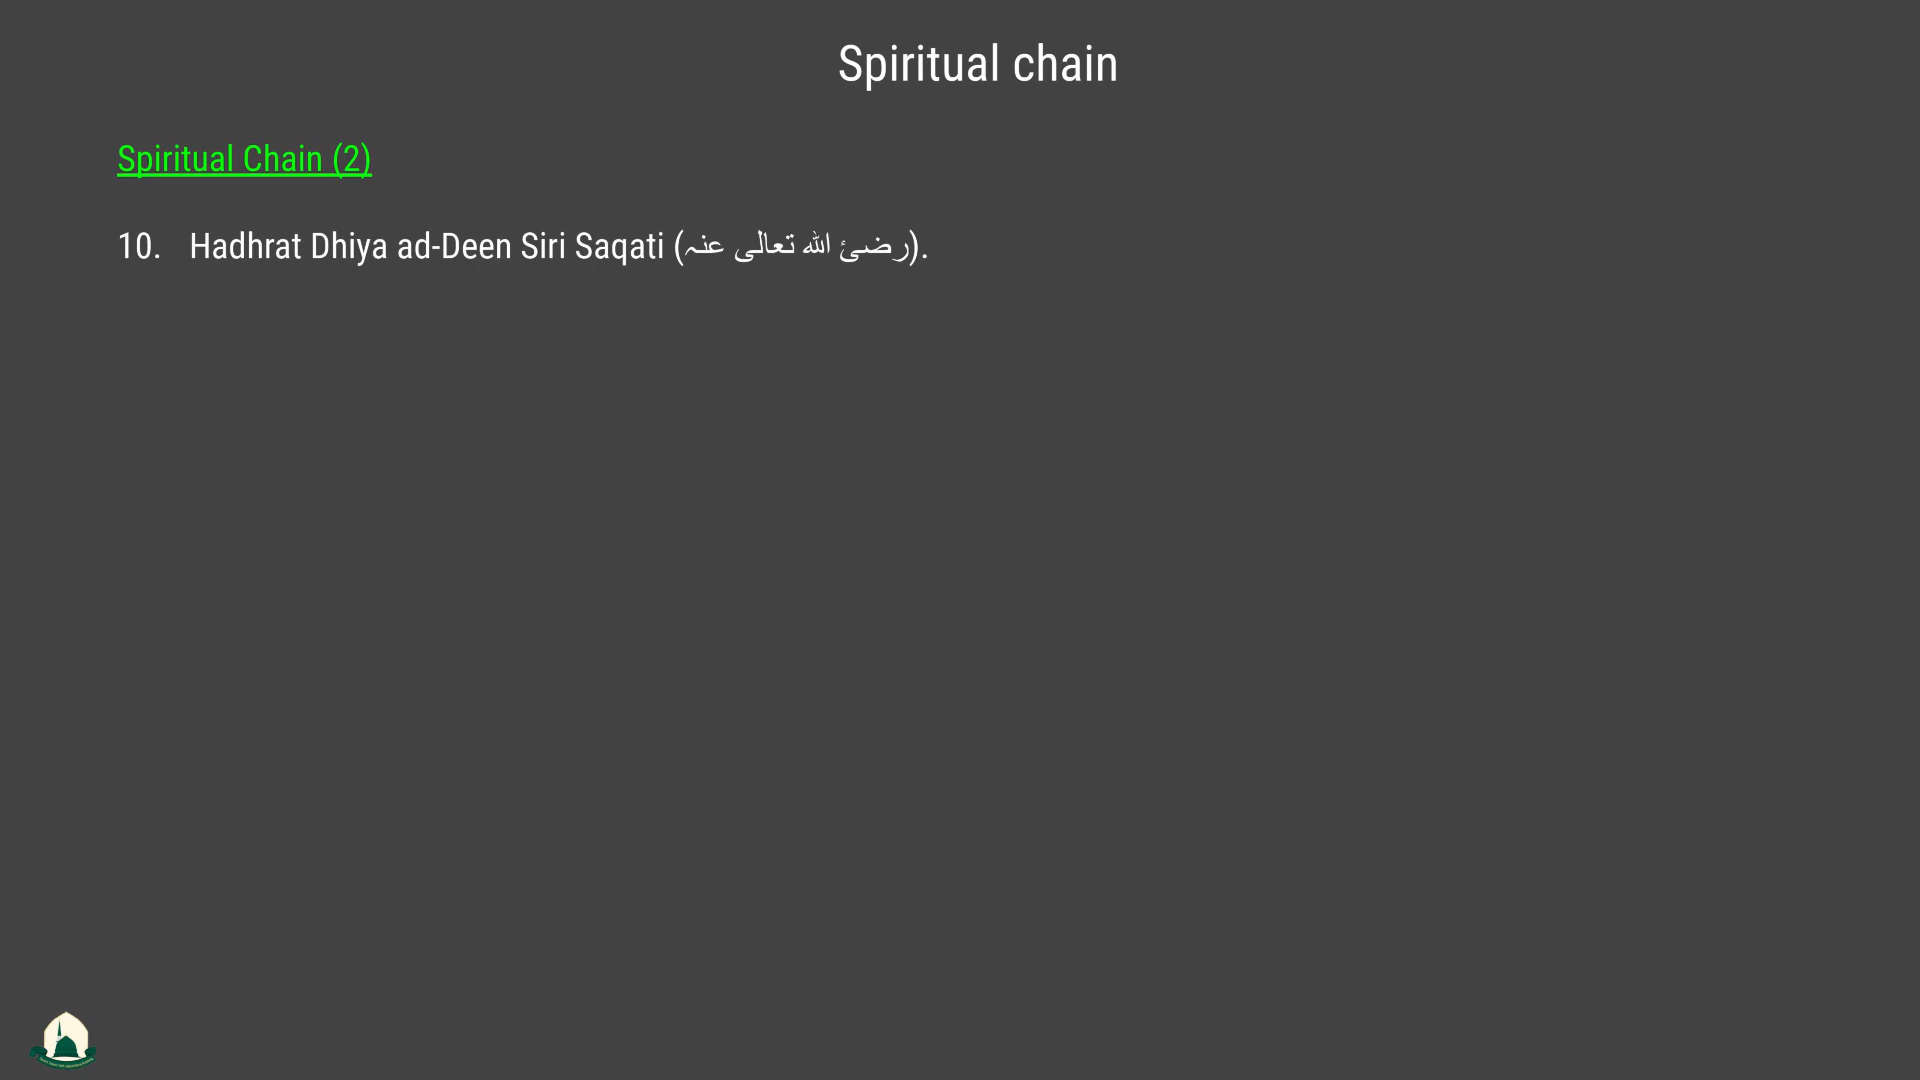 Spiritual chain
Spiritual Chain (2)
10. Hadhrat Dhiya ad-Deen Siri Saqati (رضئ الله تعالی عنہ).